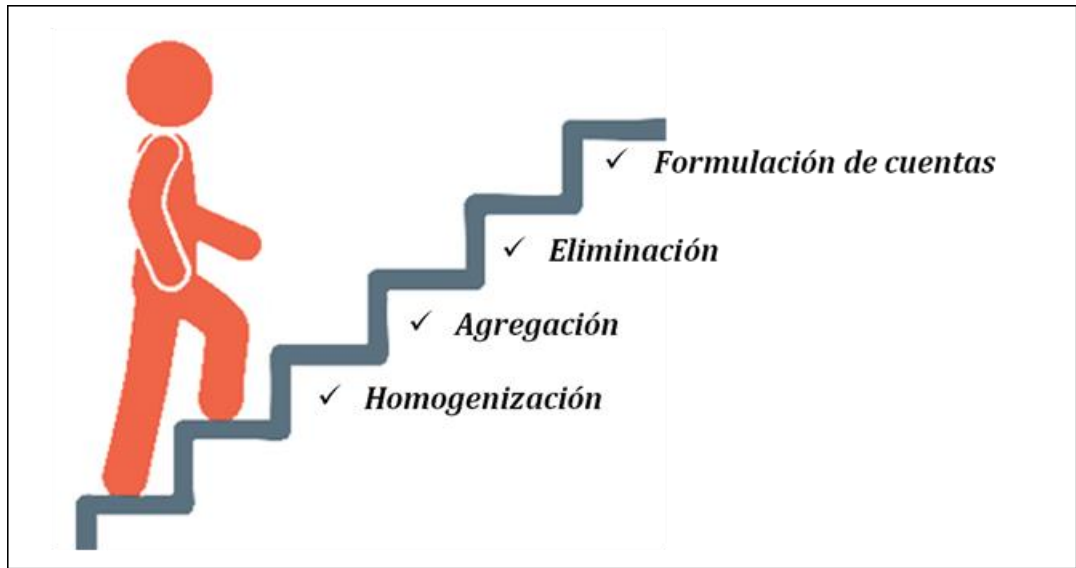 ✓ Formulación de cuentas
✓ Eliminación
✓ Agregación
✓ Homogenización